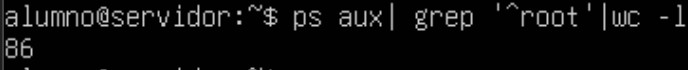 alumno@servidor:~$ ps aux| grep '^root'|wc -l
86